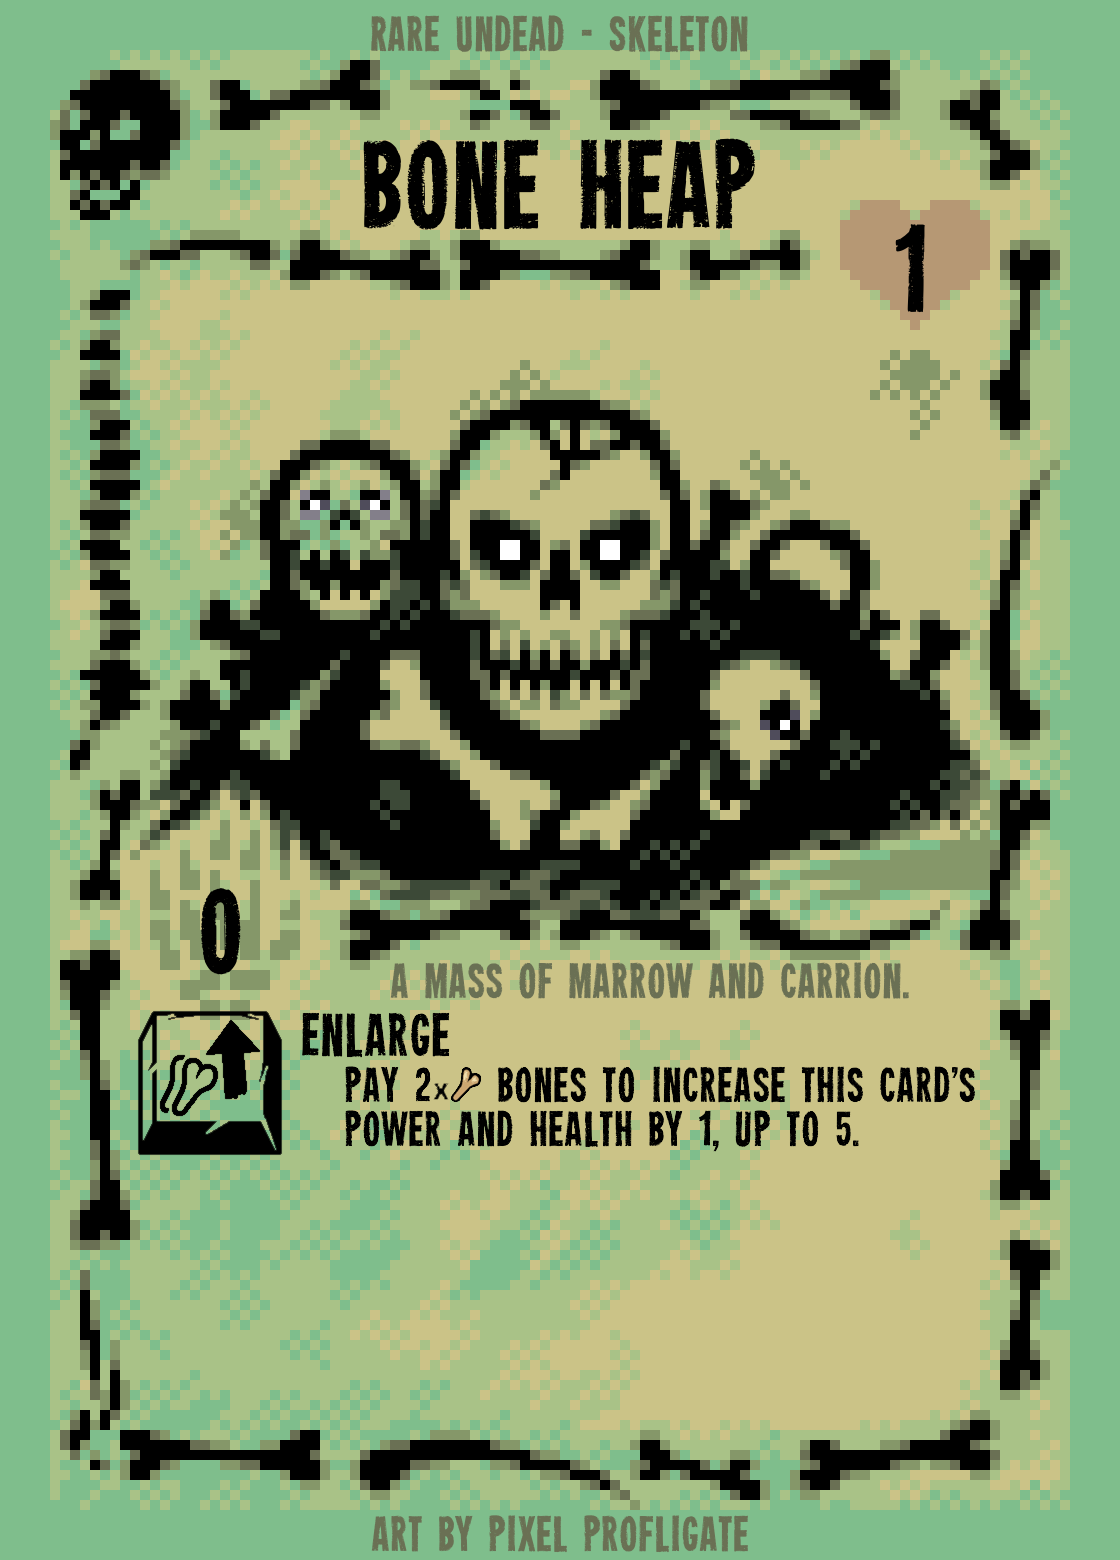 RARE UNDEAD - SKELETON
BONE HEAP
1
0
A MASS OF MARROW AND CARRION.
ENLARGE
PAY 2x BONES TO INCREASE THIS CARD'S
POWER AND HEALTH BY 1, UP TO 5.
ART BY PIXEL PROFLIGATE